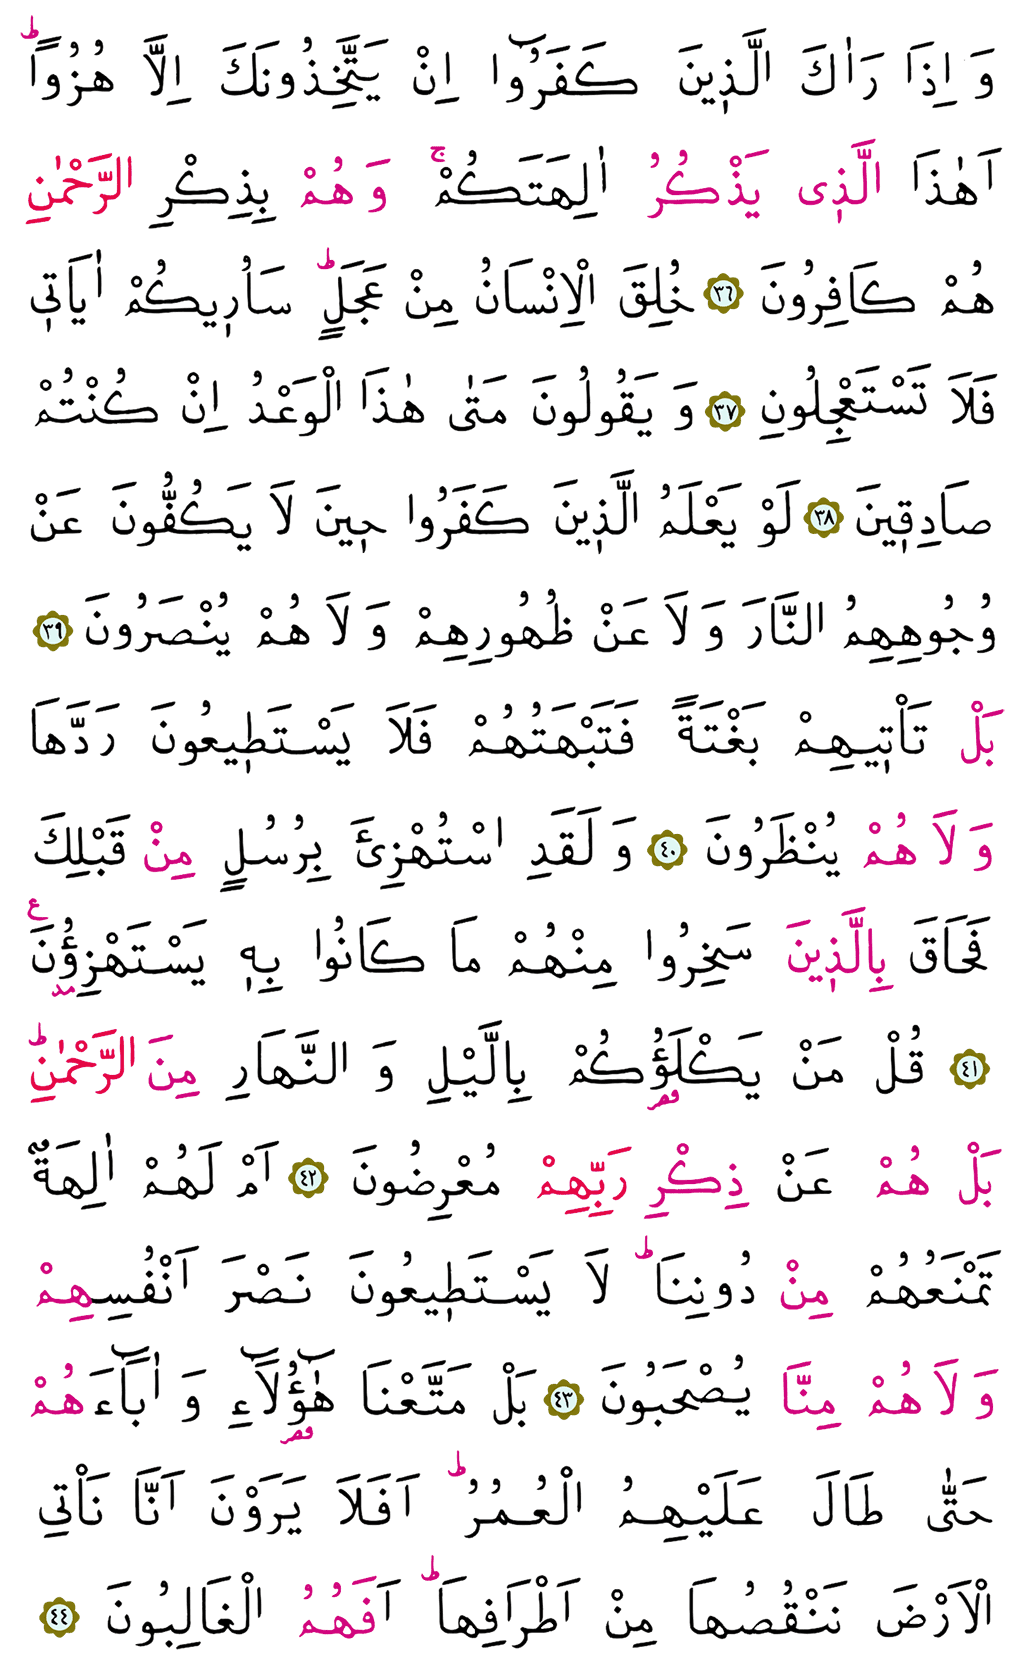 وَ اِذَا رَاٰكَ الَّذ۪ينَ كَفَرُٓوا اِنْ يَتَّخِذُونَكَ اِلَّا هُزُوًاۜ
اَهٰذَا الَّذ۪ى يَذْكُرُ اٰلِهَتَكُمْۚ وَ هُمْ بِذِكْرِ الرَّحْمٰنِ
هُمْ كَافِرُونَ ﴿٣٦﴾ خُلِقَ الْاِنْسَانُ مِنْ عَجَلٍۜ سَاُر۪يكُمْ اٰيَات۪ى
فَلَا تَسْتَعْجِلُونِ ﴿٣٧﴾ وَ يَقُولُونَ مَتٰى هٰذَا الْوَعْدُ اِنْ كُنْتُمْ
صَادِق۪ينَ ﴿٣٨﴾ لَوْ يَعْلَمُ الَّذ۪ينَ كَفَرُوا ح۪ينَ لَا يَكُفُّونَ عَنْ
وُجُوهِهِمُ النَّارَ وَ لَا عَنْ ظُهُورِهِمْ وَ لَا هُمْ يُنْصَرُونَ ﴿٣٩﴾
بَلْ تَاْت۪يهِمْ بَغْتَةً فَتَبْهَتُهُمْ فَلَا يَسْتَط۪يعُونَ رَدَّهَا
وَ لَا هُمْ يُنْظَرُونَ ﴿٤٠﴾ وَ لَقَدِ اسْتُهْزِئَ بِرُسُلٍ مِنْ قَبْلِكَ
فَحَاقَ بِالَّذ۪ينَ سَخِرُوا مِنْهُمْ مَا كَانُوا بِه۪ يَسْتَهْزِؤُ۫نَ ع
﴿٤١﴾ قُلْ مَنْ يَكْلَؤُ۬كُمْ بِالَّيْلِ وَ النَّهَارِ مِنَ الرَّحْمٰنِۜ
بَلْ هُمْ عَنْ ذِكْرِ رَبِّهِمْ مُعْرِضُونَ ﴿٤٢﴾ اَمْ لَهُمْ اٰلِهَةٌ
تَمْنَعُهُمْ مِنْ دُونِنَاۜ لَا يَسْتَط۪يعُونَ نَصْرَ اَنْفُسِهِمْ
وَ لَا هُمْ مِنَّا يُصْحَبُونَ ﴿٤٣﴾ بَلْ مَتَّعْنَا هٰٓؤُ۬لَٓاءِ وَ اٰبَٓاءَهُمْ
حَتّٰى طَالَ عَلَيْهِمُ الْعُمُرُۜ اَفَلَا يَرَوْنَ اَنَّا نَاْتِى
الْاَرْضَ نَنْقُصُهَا مِنْ اَطْرَافِهَاۜ اَفَهُمُ الْغَالِبُونَ ﴿٤٤﴾